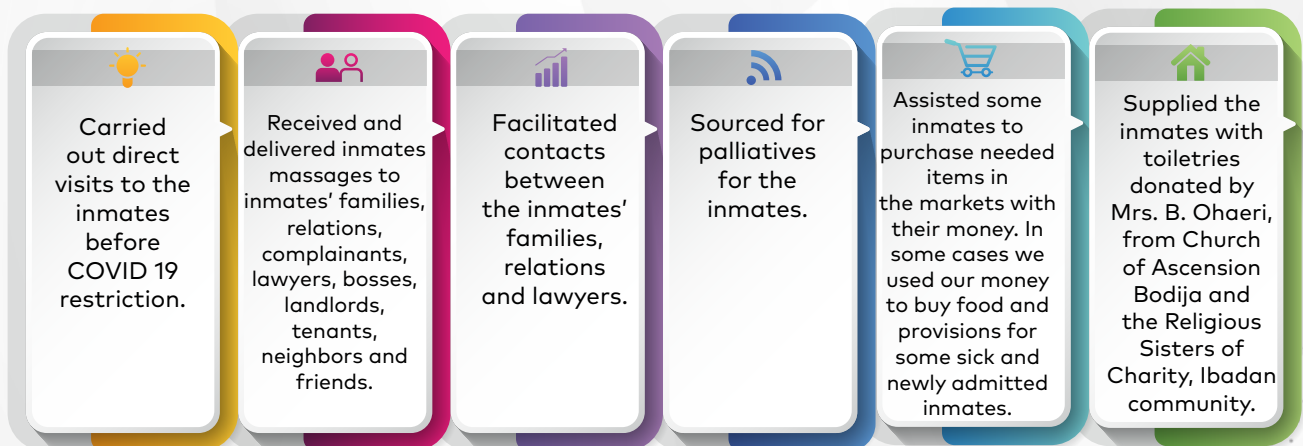 Carried
out direct
visits to the
inmates
before
COVID 19
restriction.
Received and
delivered inmates
massages to
inmates’ families,
relations,
complainants,
lawyers, bosses,
landlords,
tenants,
neighbors and
friends.
Facilitated
contacts
between
the inmates’
families,
relations
and lawyers.
Sourced for
palliatives
for the
inmates.
Assisted some
inmates to
purchase needed
items in
the markets with
their money. In
some cases we
used our money
to buy food and
provisions for
some sick and
newly admitted
inmates.
Supplied the
inmates with
toiletries
donated by
Mrs. B. Ohaeri,
from Church
of Ascension
Bodija and
the Religious
Sisters of
Charity, Ibadan
community.